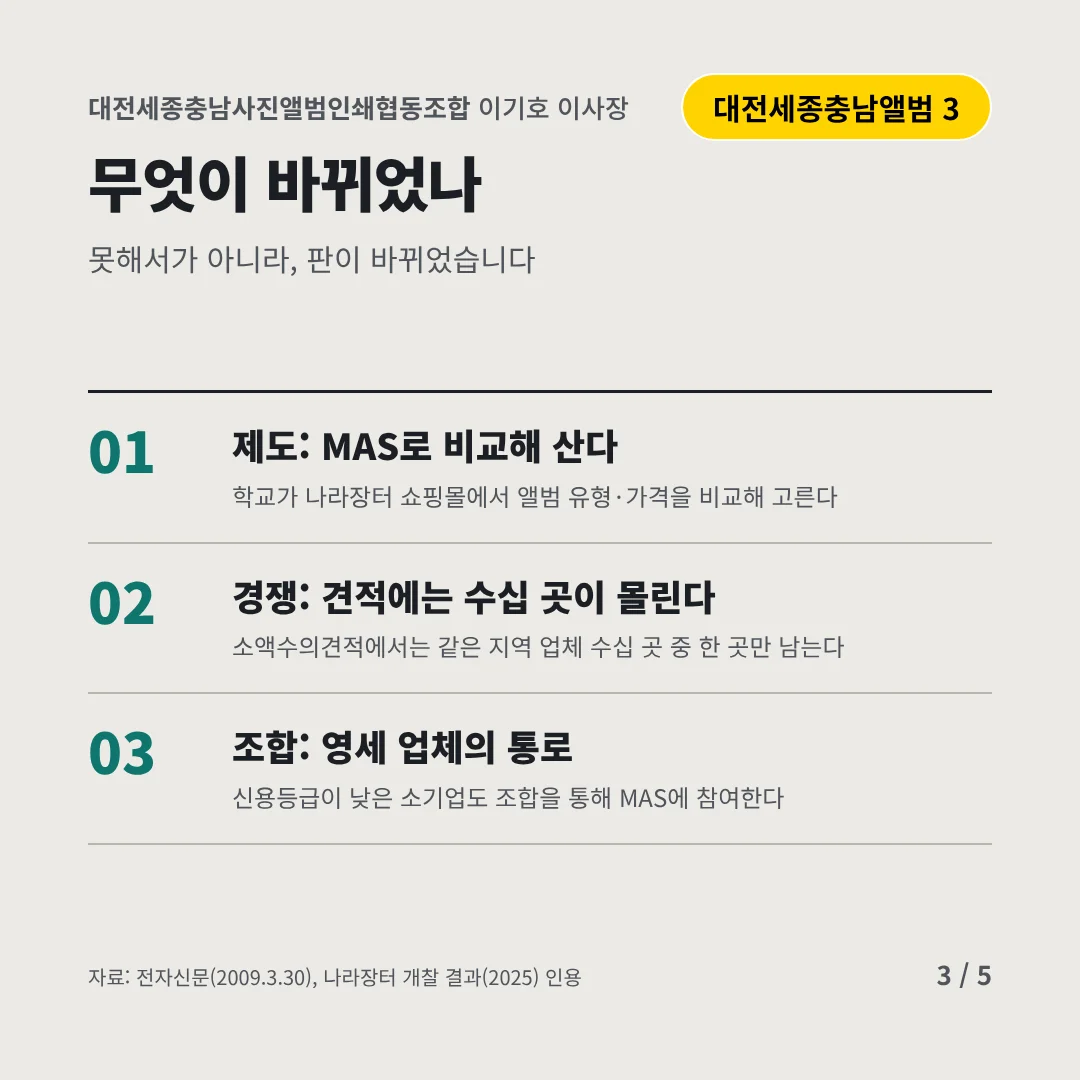 대전세종충남사진앨범인쇄협동조합 이기호 이사장
대전세종충남앨범 3
무엇이 바뀌었나
못해서가 아니라, 판이 바뀌었습니다
01
제도: MAS로 비교해 산다
학교가 나라장터 쇼핑몰에서 앨범 유형·가격을 비교해 고른다
02
경쟁: 견적에는 수십 곳이 몰린다
소액수의견적에서는 같은 지역 업체 수십 곳 중 한 곳만 남는다
03
조합: 영세 업체의 통로
신용등급이 낮은 소기업도 조합을 통해 MAS에 참여한다
자료: 전자신문(2009.3.30), 나라장터 개찰 결과(2025) 인용
3 / 5